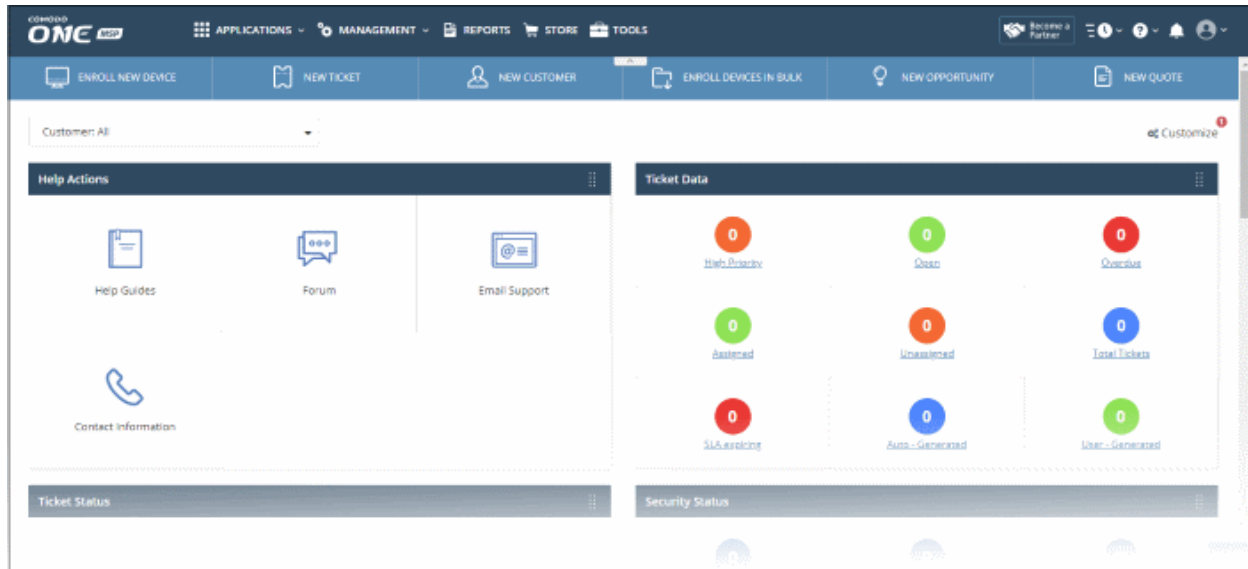 COMODO
ONE MSP
APPLICATIONS MANAGEMENT REPORTS STORE TOOLS
Become a
Partner
ENROLL NEW DEVICE NEW TICKET NEW CUSTOMER ENROLL DEVICES IN BULK NEW OPPORTUNITY NEW QUOTE
Customer: All
Customize 1
Help Actions
Help Guides Forum Email Support
Contact Information
Ticket Data
0 0 0
High Priority Open Overdue
0 0 0
Assigned Unassigned Total Tickets
0 0 0
SLA expiring Auto - Generated User - Generated
Ticket Status
Security Status